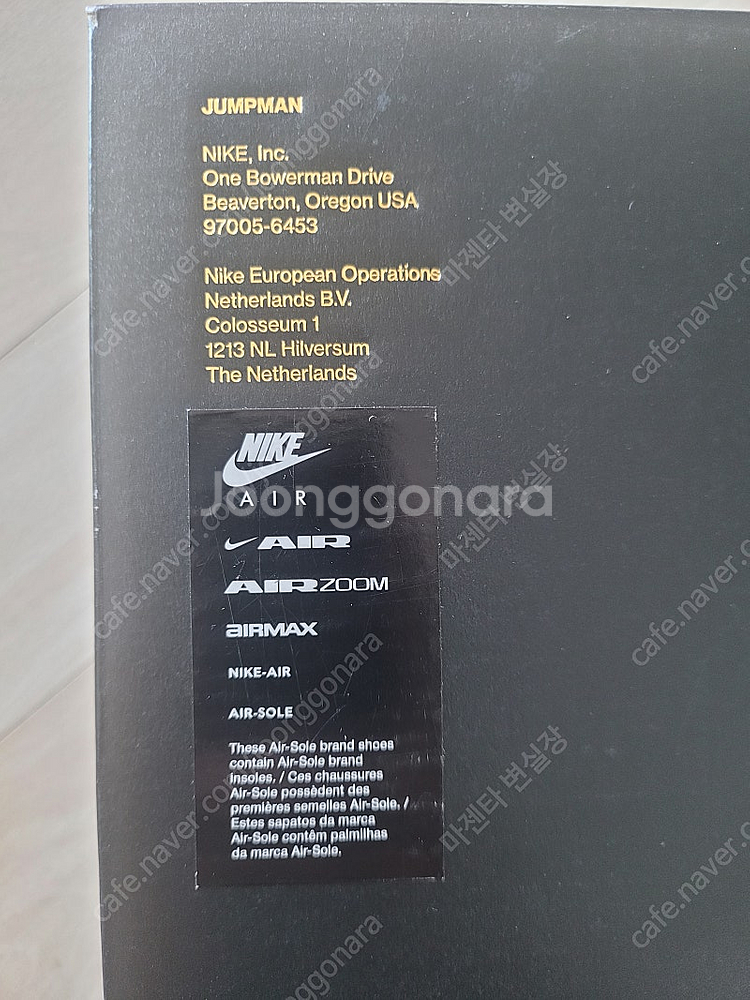 JUMPMAN
NIKE, Inc.
One Bowerman Drive
Beaverton, Oregon USA
97005-6453
Nike European Operations
Netherlands B.V.
Colosseum 1
1213 NL Hilversum
The Netherlands
NIKE
AIR
AIR
AIR ZOOM
AIRMAX
NIKE-AIR
AIR-SOLE
These Air-Sole brand shoes
contain Air-Sole brand
insoles. / Ces chaussures
Air-Sole possèdent des
premières semelles Air-Sole. /
Estes sapatos da marca
Air-Sole contêm palmilhas
da marca Air-Sole.
Joonggonara
cafe.naver.com/joonggonara
마젠타 변실장